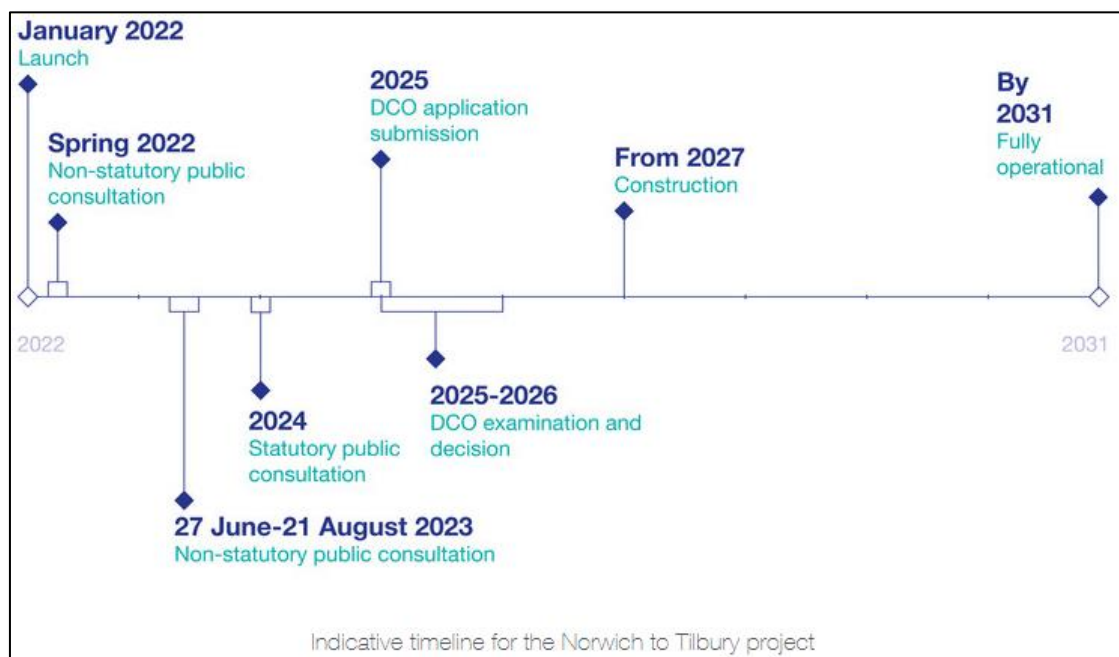 January 2022
Launch
Spring 2022
Non-statutory public
consultation
2025
DCO application
submission
From 2027
Construction
By
2031
Fully
operational
2022
2031
2024
Statutory public
consultation
2025-2026
DCO examination and
decision
27 June-21 August 2023
Non-statutory public consultation
Indicative timeline for the Norwich to Tilbury project